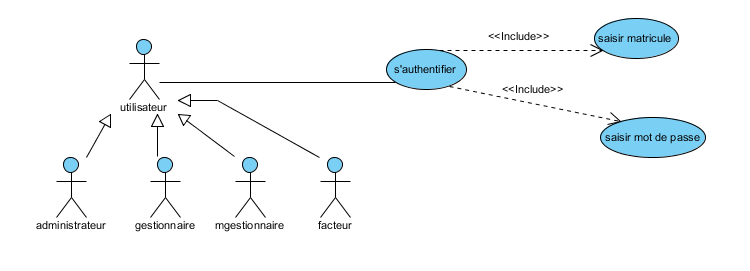 <<Include>>
saisir matricule
s'authentifier
<<Include>>
utilisateur
saisir mot de passe
administrateur
gestionnaire
mgestionnaire
facteur